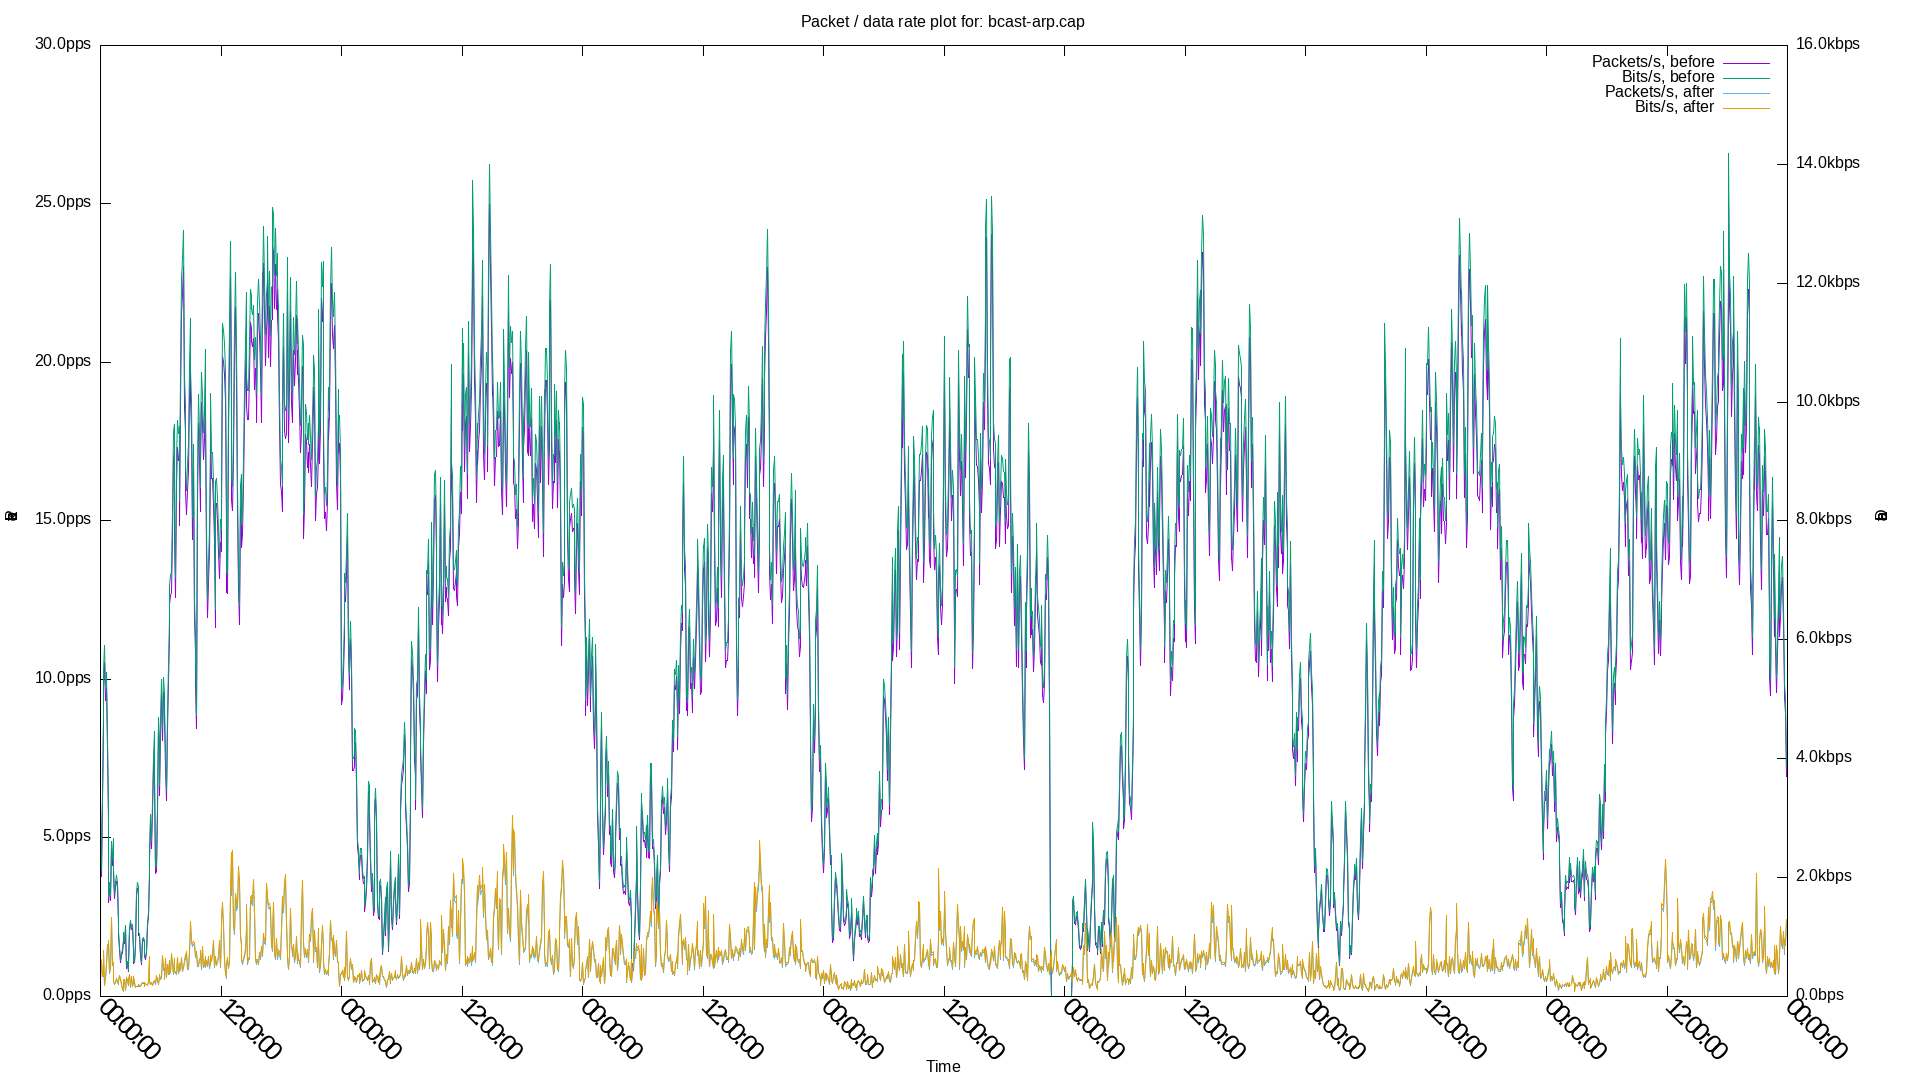 Packet / data rate plot for: bcast-arp.cap
30.0pps
25.0pps
20.0pps
15.0pps
10.0pps
5.0pps
0.0pps
16.0kbps
14.0kbps
12.0kbps
10.0kbps
8.0kbps
6.0kbps
4.0kbps
2.0kbps
0.0bps
Packets/s, before
Bits/s, before
Packets/s, after
Bits/s, after
00:00:00
12:00:00
00:00:00
12:00:00
00:00:00
12:00:00
00:00:00
12:00:00
00:00:00
12:00:00
00:00:00
12:00:00
00:00:00
12:00:00
00:00:00
Time